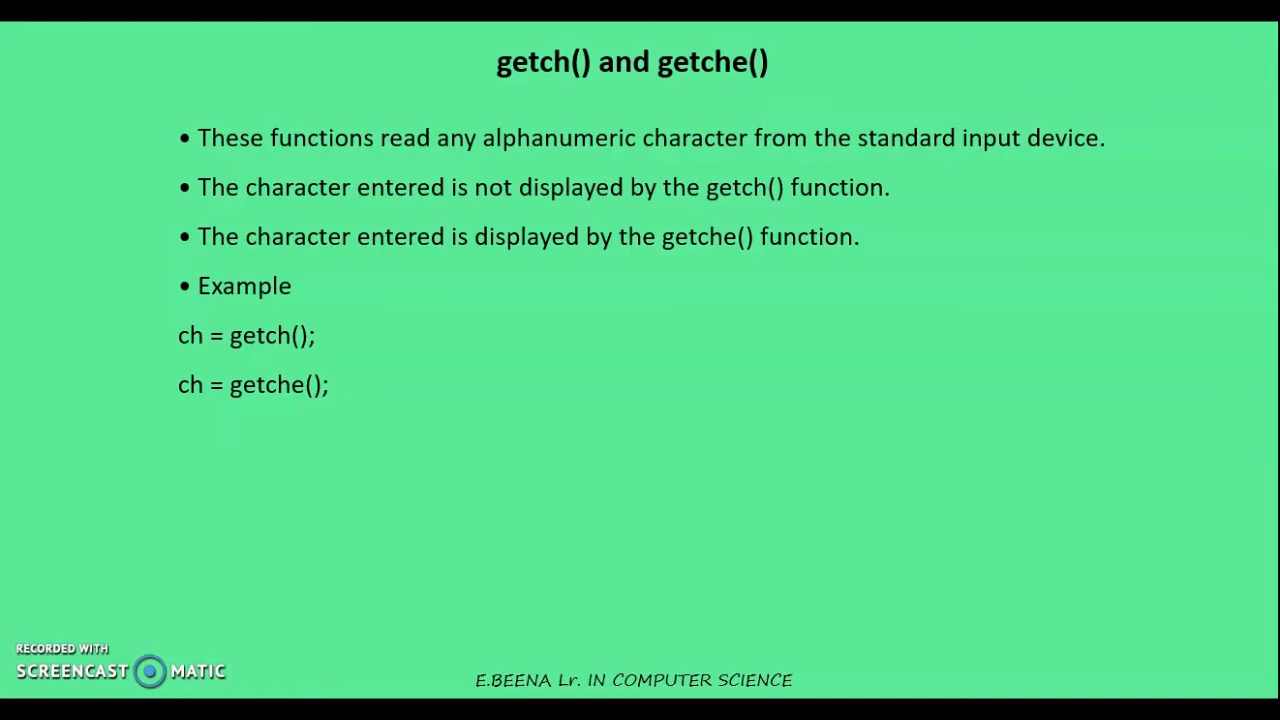 getch() and getche()
• These functions read any alphanumeric character from the standard input device.
• The character entered is not displayed by the getch() function.
• The character entered is displayed by the getche() function.
• Example
ch = getch();
ch = getche();
RECORDED WITH
SCREENCAST MATIC
E.BEENA Lr. IN COMPUTER SCIENCE